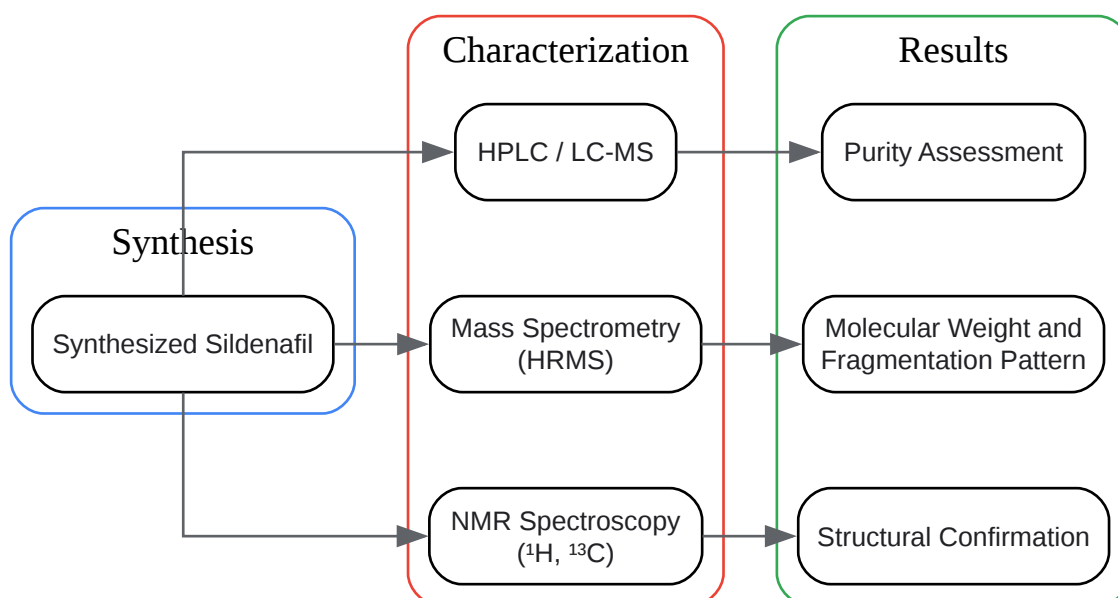 Characterization
Results
HPLC / LC-MS
Purity Assessment
Synthesis
Synthesized Sildenafil
Mass Spectrometry
(HRMS)
Molecular Weight and
Fragmentation Pattern
NMR Spectroscopy
(¹H, ¹³C)
Structural Confirmation